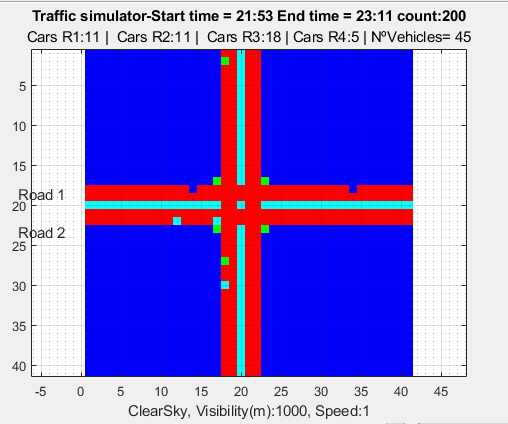 Traffic simulator-Start time = 21:53 End time = 23:11 count:200
Cars R1:11 | Cars R2:11 | Cars R3:18 | Cars R4:5 | NºVehicles= 45
5
10
15
Road 1
20
Road 2
25
30
35
40
-5 0 5 10 15 20 25 30 35 40 45
ClearSky, Visibility(m):1000, Speed:1